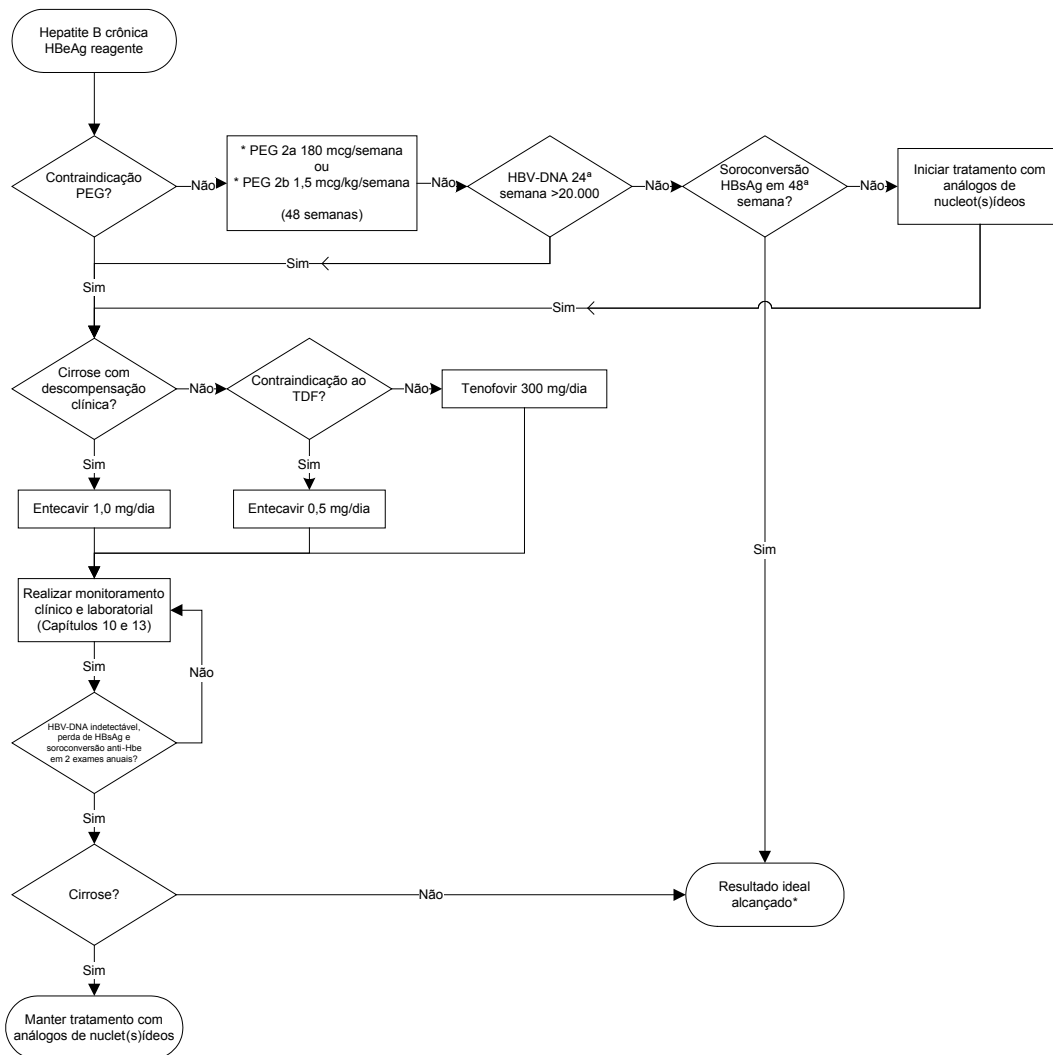 Hepatite B crônica
HBeAg reagente
Contraindicação
PEG?
Não
* PEG 2a 180 mcg/semana
ou
* PEG 2b 1,5 mcg/kg/semana
(48 semanas)
Não
HBV-DNA 24ª
semana >20.000
Não
Soroconversão
HBsAg em 48ª
semana?
Não
Iniciar tratamento com
análogos de
nucleot(s)ídeos
Sim
Sim
Sim
Cirrose com
descompensação
clínica?
Não
Contraindicação ao
TDF?
Não
Tenofovir 300 mg/dia
Sim
Sim
Entecavir 1,0 mg/dia
Entecavir 0,5 mg/dia
Sim
Realizar monitoramento
clínico e laboratorial
(Capítulos 10 e 13)
Não
Sim
HBV-DNA indetectável,
perda de HBsAg e
soroconversão anti-Hbe
em 2 exames anuais?
Sim
Cirrose?
Não
Resultado ideal
alcançado*
Sim
Manter tratamento com
análogos de nuclet(s)ídeos